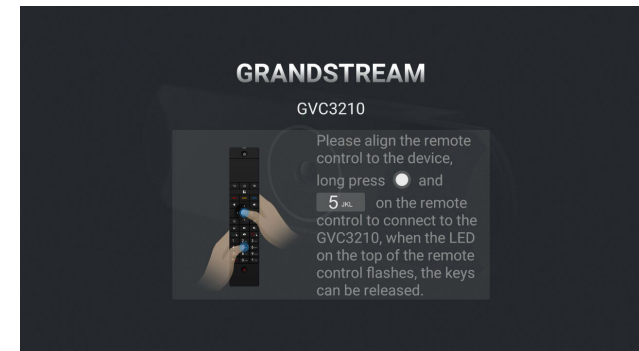 GRANDSTREAM
GVC3210
Please align the remote
control to the device,
long press and
5 JKL on the remote
control to connect to the
GVC3210, when the LED
on the top of the remote
control flashes, the keys
can be released.